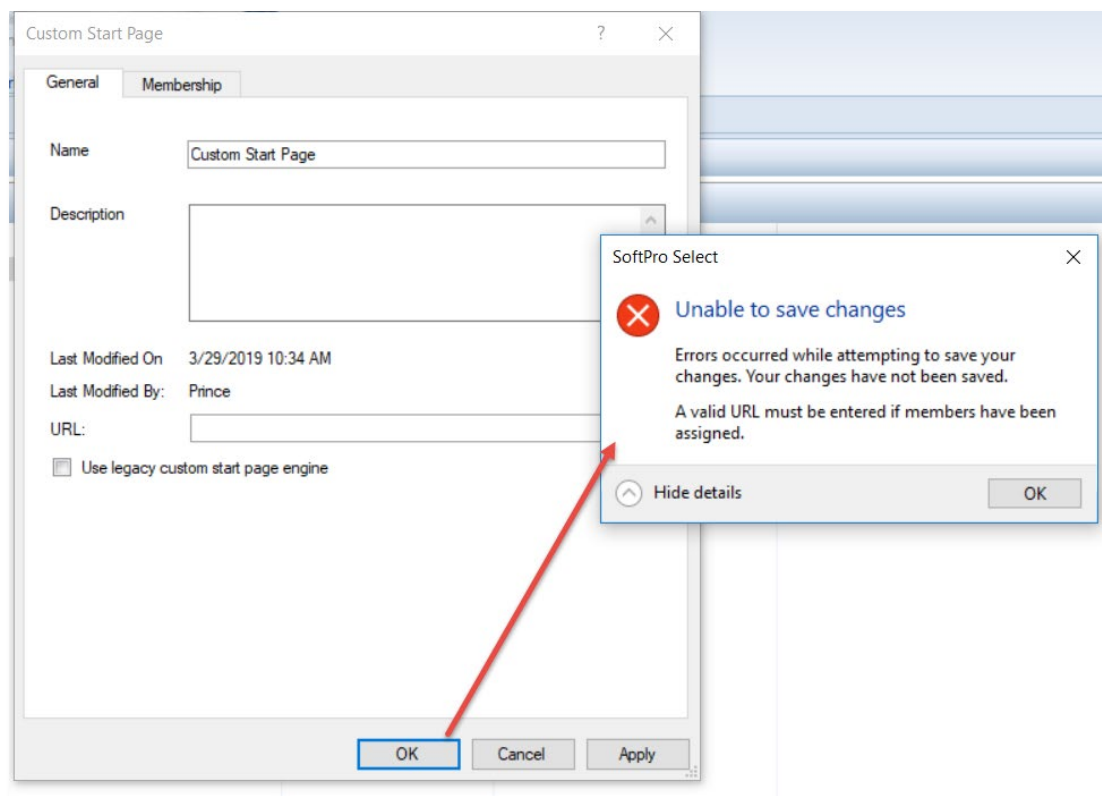 Custom Start Page ?
General Membership
Name Custom Start Page
Description
Last Modified On 3/29/2019 10:34 AM
Last Modified By: Prince
URL:
Use legacy custom start page engine
OK Cancel Apply
SoftPro Select
Unable to save changes
Errors occurred while attempting to save your
changes. Your changes have not been saved.
A valid URL must be entered if members have been
assigned.
Hide details OK